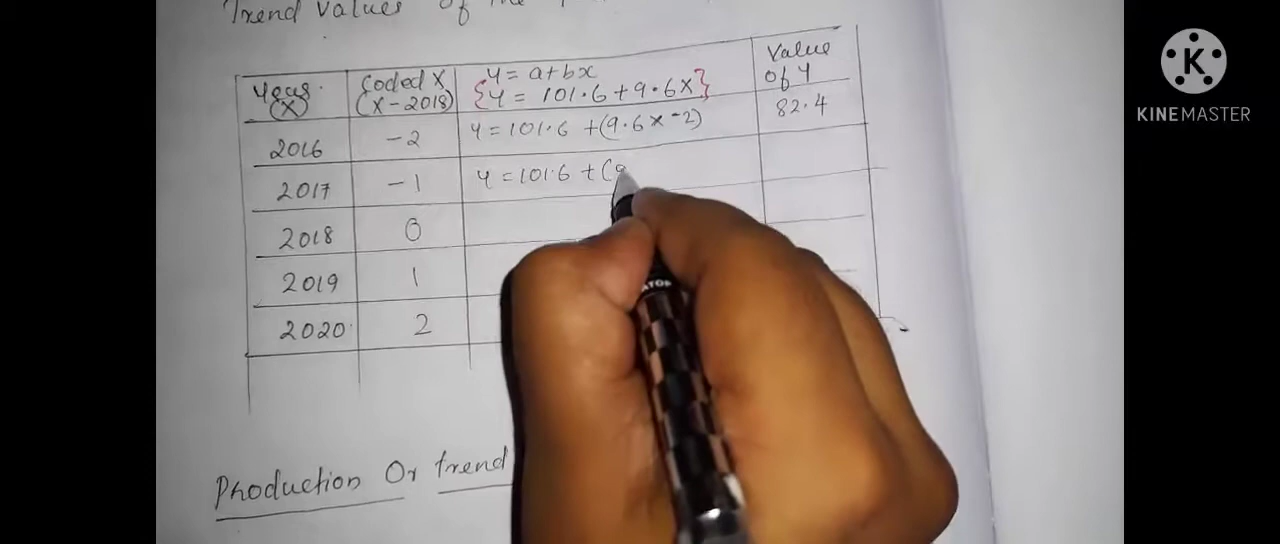 Trend Values of the
Year (X) Coded X (X-2018) Y = a+bx {Y = 101.6 + 9.6X} Value of Y
2016 -2 Y = 101.6 + (9.6 x -2) 82.4
2017 -1 Y = 101.6 + (9
2018 0
2019 1
2020 2
Production Or trend
K
KINEMASTER